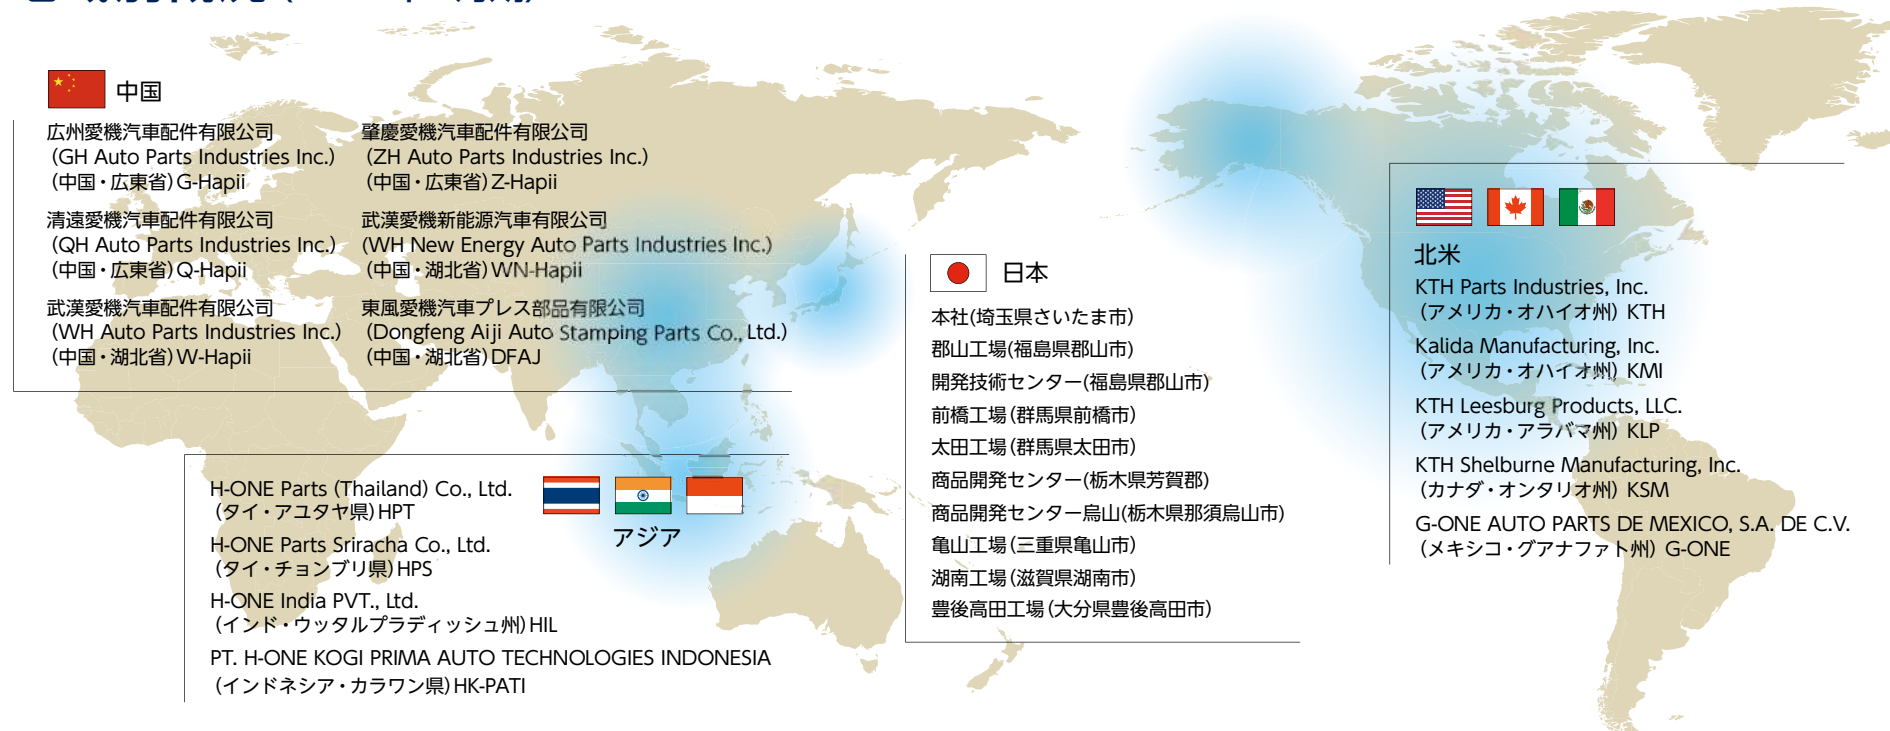 中国
広州愛機汽車配件有限公司
(GH Auto Parts Industries Inc.)
(中国・広東省)G-Hapii
清遠愛機汽車配件有限公司
(QH Auto Parts Industries Inc.)
(中国・広東省)Q-Hapii
武漢愛機汽車配件有限公司
(WH Auto Parts Industries Inc.)
(中国・湖北省)W-Hapii
肇慶愛機汽車配件有限公司
(ZH Auto Parts Industries Inc.)
(中国・広東省)Z-Hapii
武漢愛機新能源汽車有限公司
(WH New Energy Auto Parts Industries Inc.)
(中国・湖北省)WN-Hapii
東風愛機汽車プレス部品有限公司
(Dongfeng Aiji Auto Stamping Parts Co., Ltd.)
(中国・湖北省)DFAJ
アジア
H-ONE Parts (Thailand) Co., Ltd.
(タイ・アユタヤ県)HPT
H-ONE Parts Sriracha Co., Ltd.
(タイ・チョンブリ県)HPS
H-ONE India PVT., Ltd.
(インド・ウッタルプラディッシュ州)HIL
PT. H-ONE KOGI PRIMA AUTO TECHNOLOGIES INDONESIA
(インドネシア・カラワン県)HK-PATI
日本
本社(埼玉県さいたま市)
郡山工場(福島県郡山市)
開発技術センター(福島県郡山市)
前橋工場(群馬県前橋市)
太田工場(群馬県太田市)
商品開発センター(栃木県芳賀郡)
商品開発センター烏山(栃木県那須烏山市)
亀山工場(三重県亀山市)
湖南工場(滋賀県湖南市)
豊後高田工場(大分県豊後高田市)
北米
KTH Parts Industries, Inc.
(アメリカ・オハイオ州) KTH
Kalida Manufacturing, Inc.
(アメリカ・オハイオ州) KMI
KTH Leesburg Products, LLC.
(アメリカ・アラバマ州) KLP
KTH Shelburne Manufacturing, Inc.
(カナダ・オンタリオ州) KSM
G-ONE AUTO PARTS DE MEXICO, S.A. DE C.V.
(メキシコ・グアナファト州) G-ONE